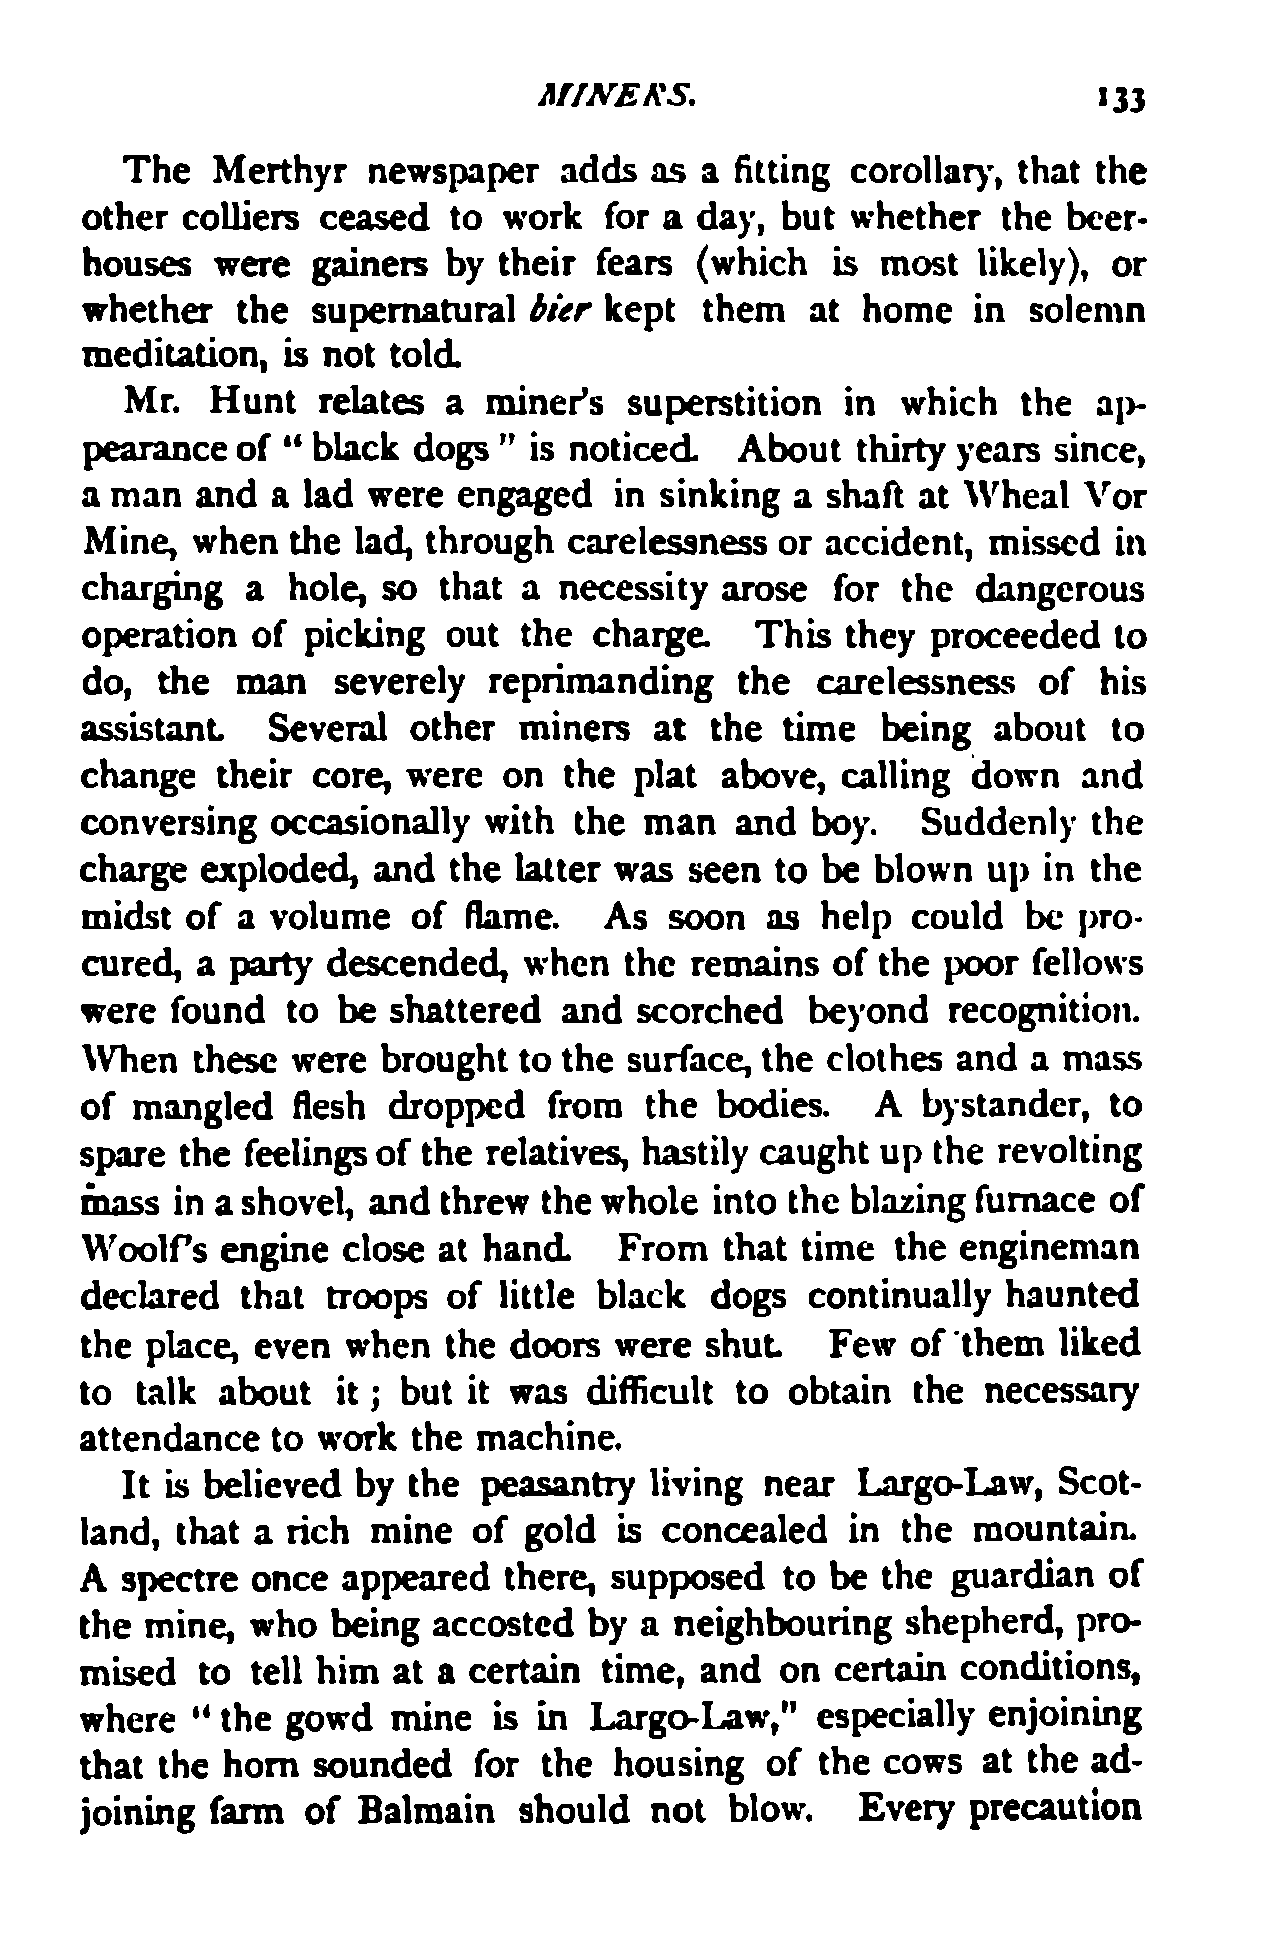 MINERS. 133
The Merthyr newspaper adds as a fitting corollary, that the
other colliers ceased to work for a day, but whether the beer-
houses were gainers by their fears (which is most likely), or
whether the supernatural bier kept them at home in solemn
meditation, is not told.
Mr. Hunt relates a miner's superstition in which the ap-
pearance of "black dogs" is noticed. About thirty years since,
a man and a lad were engaged in sinking a shaft at Wheal Vor
Mine, when the lad, through carelessness or accident, missed in
charging a hole, so that a necessity arose for the dangerous
operation of picking out the charge. This they proceeded to
do, the man severely reprimanding the carelessness of his
assistant. Several other miners at the time being about to
change their core, were on the plat above, calling down and
conversing occasionally with the man and boy. Suddenly the
charge exploded, and the latter was seen to be blown up in the
midst of a volume of flame. As soon as help could be pro-
cured, a party descended, when the remains of the poor fellows
were found to be shattered and scorched beyond recognition.
When these were brought to the surface, the clothes and a mass
of mangled flesh dropped from the bodies. A bystander, to
spare the feelings of the relatives, hastily caught up the revolting
mass in a shovel, and threw the whole into the blazing furnace of
Woolf's engine close at hand. From that time the engineman
declared that troops of little black dogs continually haunted
the place, even when the doors were shut. Few of them liked
to talk about it; but it was difficult to obtain the necessary
attendance to work the machine.
It is believed by the peasantry living near Largo-Law, Scot-
land, that a rich mine of gold is concealed in the mountain.
A spectre once appeared there, supposed to be the guardian of
the mine, who being accosted by a neighbouring shepherd, pro-
mised to tell him at a certain time, and on certain conditions,
where "the gowd mine is in Largo-Law," especially enjoining
that the horn sounded for the housing of the cows at the ad-
joining farm of Balmain should not blow. Every precaution